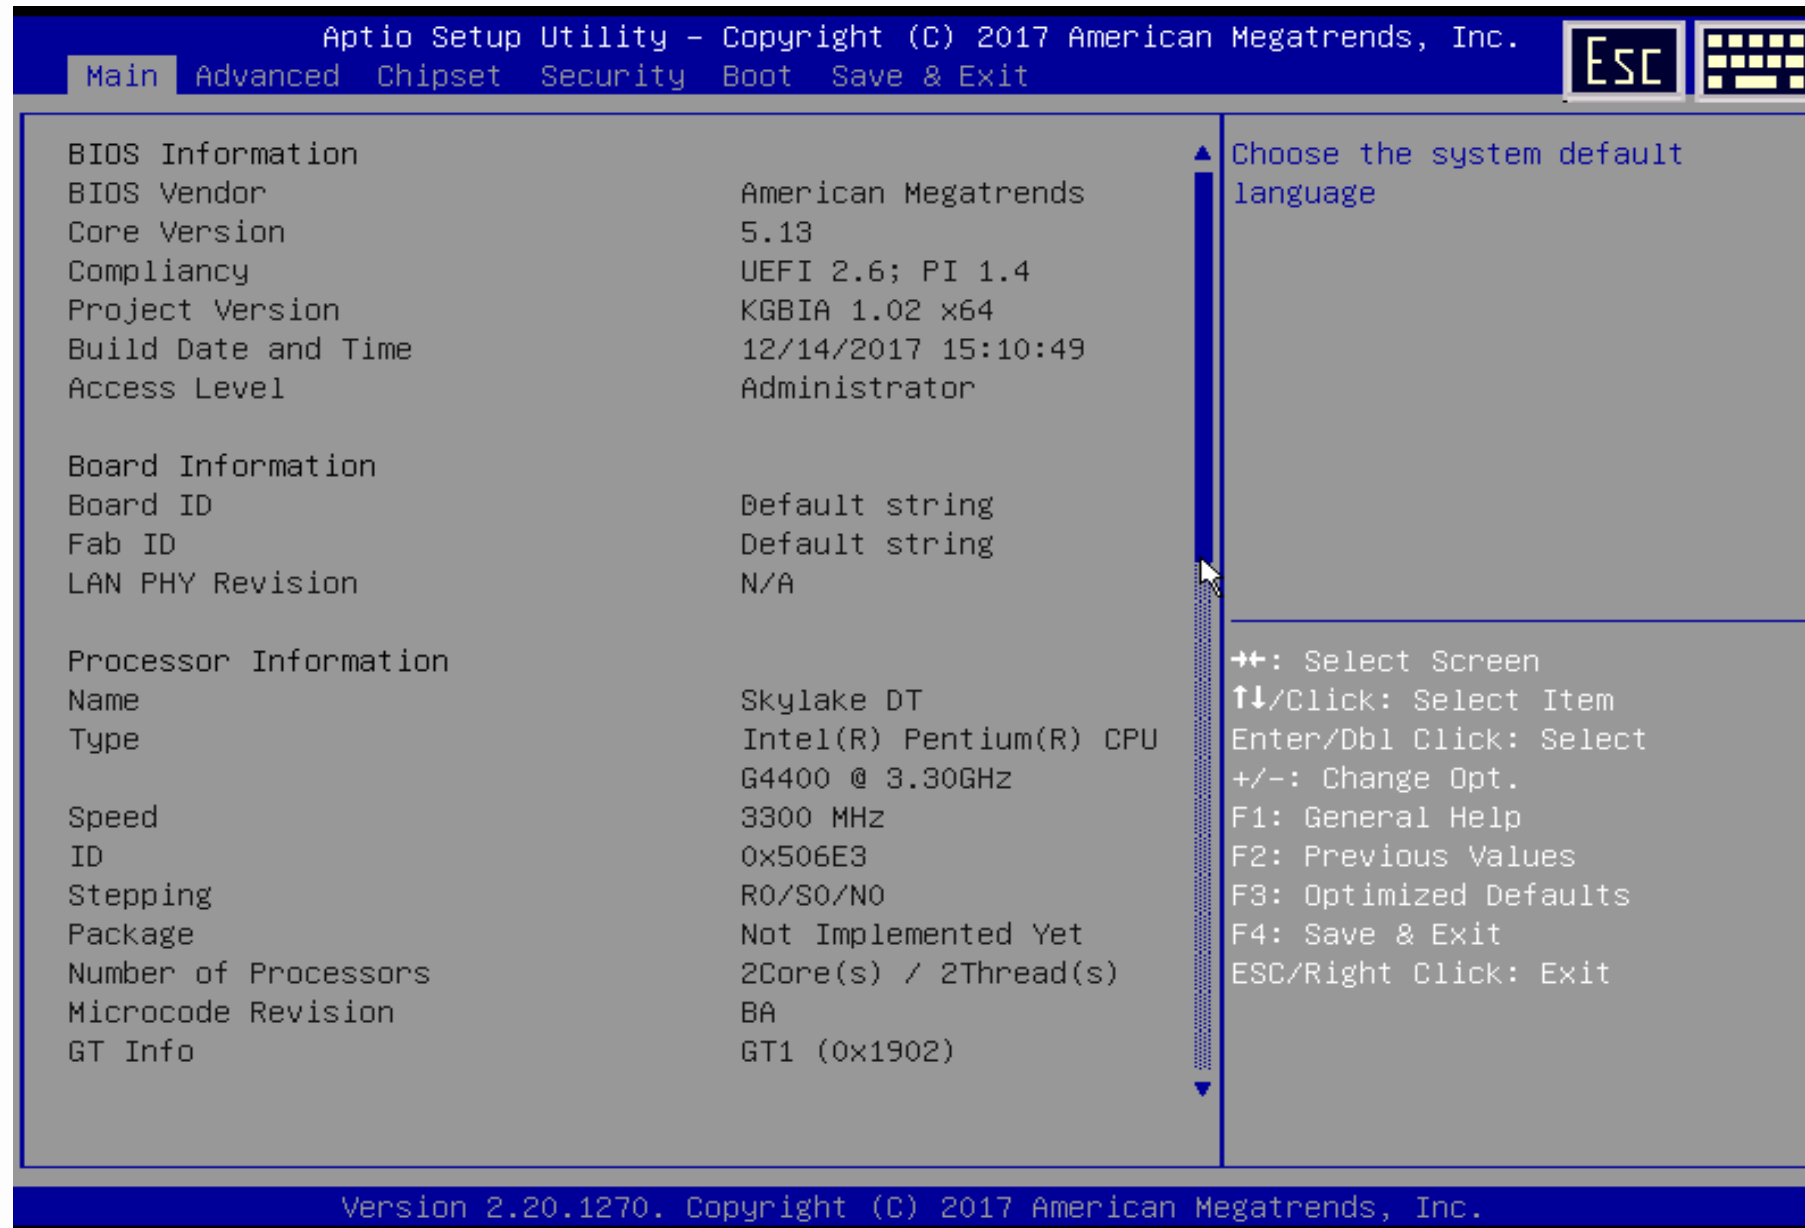 Aptio Setup Utility – Copyright (C) 2017 American Megatrends, Inc.
Esc
Main Advanced Chipset Security Boot Save & Exit
BIOS Information
BIOS Vendor American Megatrends
Core Version 5.13
Compliancy UEFI 2.6; PI 1.4
Project Version KGBIA 1.02 x64
Build Date and Time 12/14/2017 15:10:49
Access Level Administrator
Board Information
Board ID Default string
Fab ID Default string
LAN PHY Revision N/A
Processor Information
Name Skylake DT
Type Intel(R) Pentium(R) CPU
G4400 @ 3.30GHz
Speed 3300 MHz
ID 0x506E3
Stepping R0/S0/N0
Package Not Implemented Yet
Number of Processors 2Core(s) / 2Thread(s)
Microcode Revision BA
GT Info GT1 (0x1902)
Choose the system default
language
→←: Select Screen
↑↓/Click: Select Item
Enter/Dbl Click: Select
+/-: Change Opt.
F1: General Help
F2: Previous Values
F3: Optimized Defaults
F4: Save & Exit
ESC/Right Click: Exit
Version 2.20.1270. Copyright (C) 2017 American Megatrends, Inc.